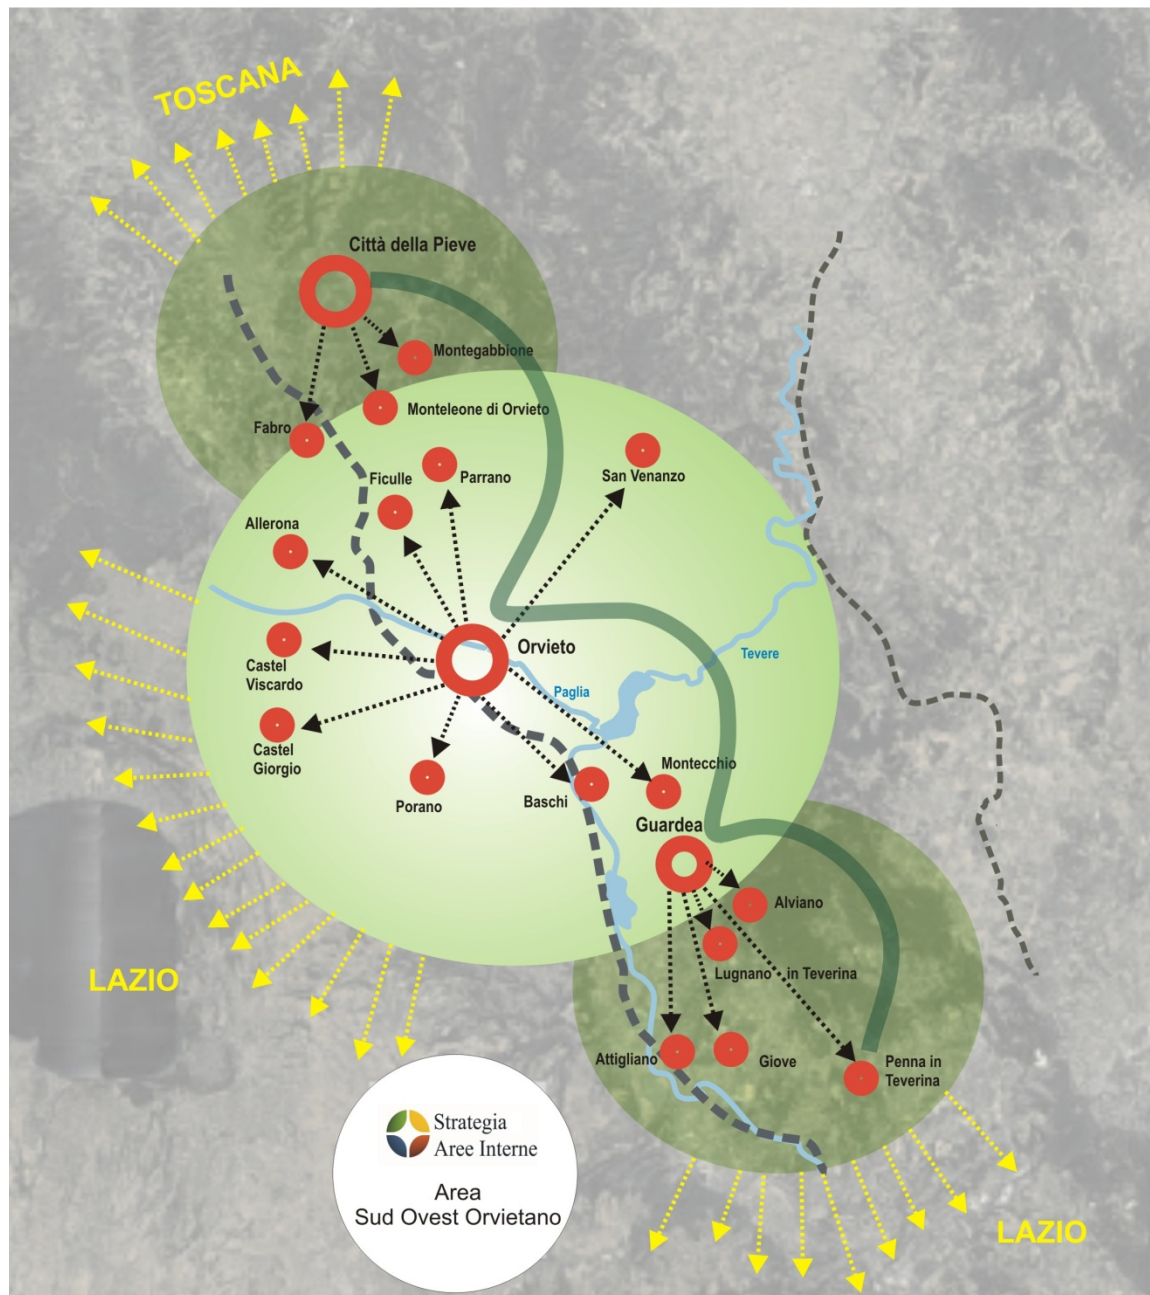 TOSCANA
Città della Pieve
Montegabbione
Monteleone di Orvieto
Fabro
Ficulle
Parrano
San Venanzo
Allerona
Orvieto
Castel
Viscardo
Tevere
Paglia
Castel
Giorgio
Montecchio
Porano
Baschi
Guardea
Alviano
Lugnano in Teverina
LAZIO
Attigliano
Giove
Penna in
Teverina
Strategia
Aree Interne
Area
Sud Ovest Orvietano
LAZIO